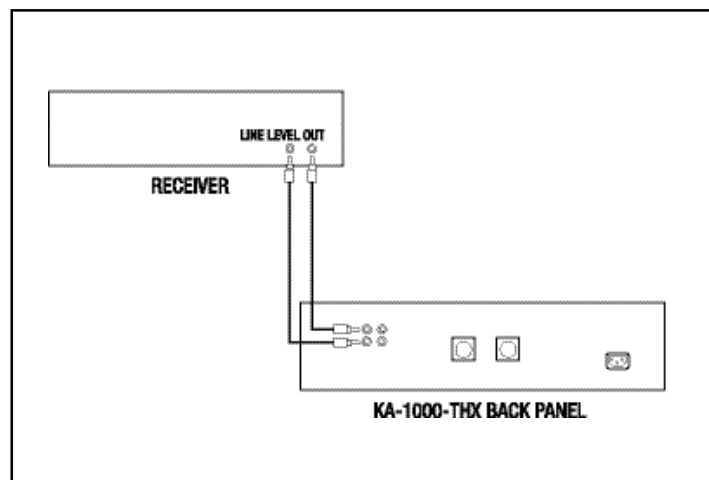 LINE LEVEL OUT
RECEIVER
KA-1000-THX BACK PANEL